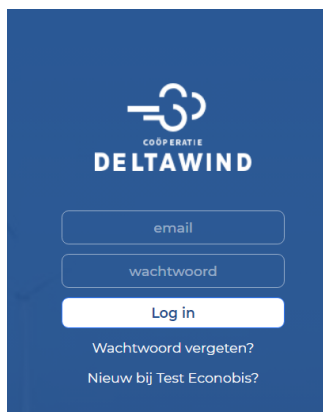 COÖPERATIE
DELTAWIND
email
wachtwoord
Log in
Wachtwoord vergeten?
Nieuw bij Test Econobis?